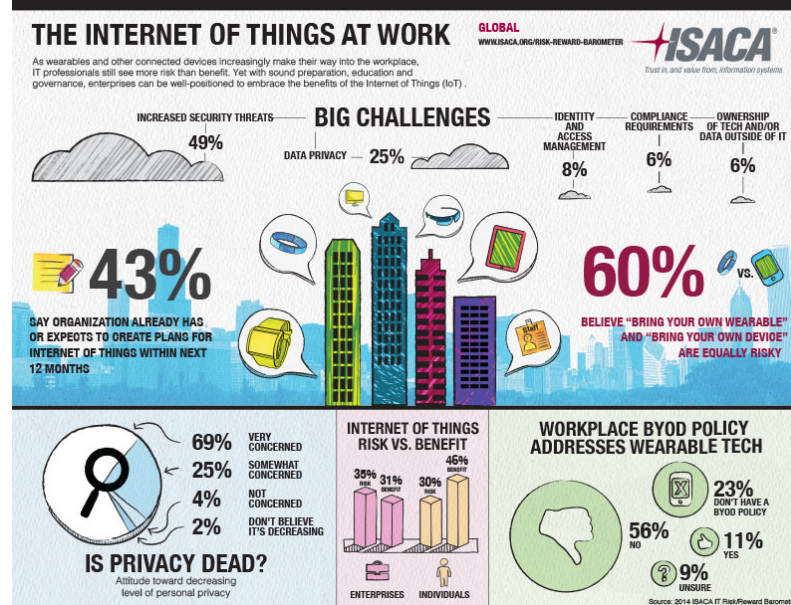 THE INTERNET OF THINGS AT WORK
GLOBAL
WWW.ISACA.ORG/RISK-REWARD-BAROMETER
ISACA®
Trust in, and value from, information systems
As wearables and other connected devices increasingly make their way into the workplace,
IT professionals still see more risk than benefit. Yet with sound preparation, education and
governance, enterprises can be well-positioned to embrace the benefits of the Internet of Things (IoT) .
BIG CHALLENGES
INCREASED SECURITY THREATS
49%
DATA PRIVACY
25%
IDENTITY
AND
ACCESS
MANAGEMENT
8%
COMPLIANCE
REQUIREMENTS
6%
OWNERSHIP
OF TECH AND/OR
DATA OUTSIDE OF IT
6%
43%
SAY ORGANIZATION ALREADY HAS
OR EXPECTS TO CREATE PLANS FOR
INTERNET OF THINGS WITHIN NEXT
12 MONTHS
Staff
60%
VS.
BELIEVE “BRING YOUR OWN WEARABLE”
AND “BRING YOUR OWN DEVICE”
ARE EQUALLY RISKY
69% VERY
CONCERNED
25% SOMEWHAT
CONCERNED
4% NOT
CONCERNED
2% DON'T BELIEVE
IT'S DECREASING
IS PRIVACY DEAD?
Attitude toward decreasing
level of personal privacy
INTERNET OF THINGS
RISK VS. BENEFIT
35%
RISK
31%
BENEFIT
30%
RISK
46%
BENEFIT
ENTERPRISES
INDIVIDUALS
WORKPLACE BYOD POLICY
ADDRESSES WEARABLE TECH
56%
NO
23%
DON'T HAVE A
BYOD POLICY
11%
YES
?
9%
UNSURE
Source: 2014 ISACA IT Risk/Reward Baromet